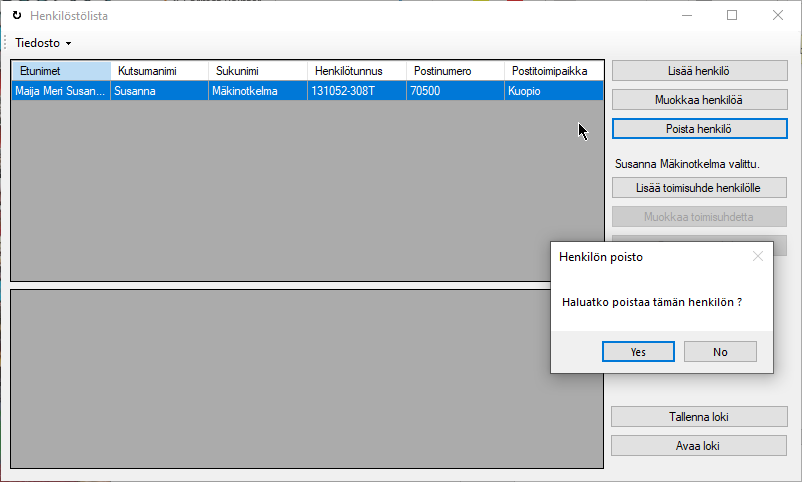 Henkilöstölista
Tiedosto
Etunimet Kutsumanimi Sukunimi Henkilötunnus Postinumero Postitoimipaikka
Maija Meri Susan... Susanna Mäkinotkelma 131052-308T 70500 Kuopio
Lisää henkilö
Muokkaa henkilöä
Poista henkilö
Susanna Mäkinotkelma valittu.
Lisää toimisuhde henkilölle
Muokkaa toimisuhdetta
Henkilön poisto
Haluatko poistaa tämän henkilön ?
Yes No
Tallenna loki
Avaa loki